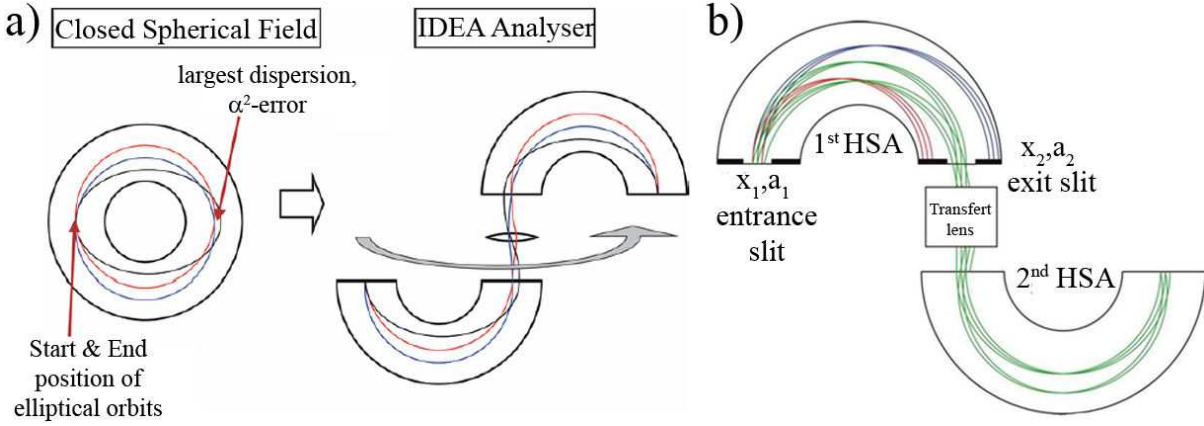 a)
Closed Spherical Field
IDEA Analyser
largest dispersion,
α²-error
Start & End
position of
elliptical orbits
b)
1st HSA
x1,a1
entrance
slit
x2,a2
exit slit
Transfert
lens
2nd HSA